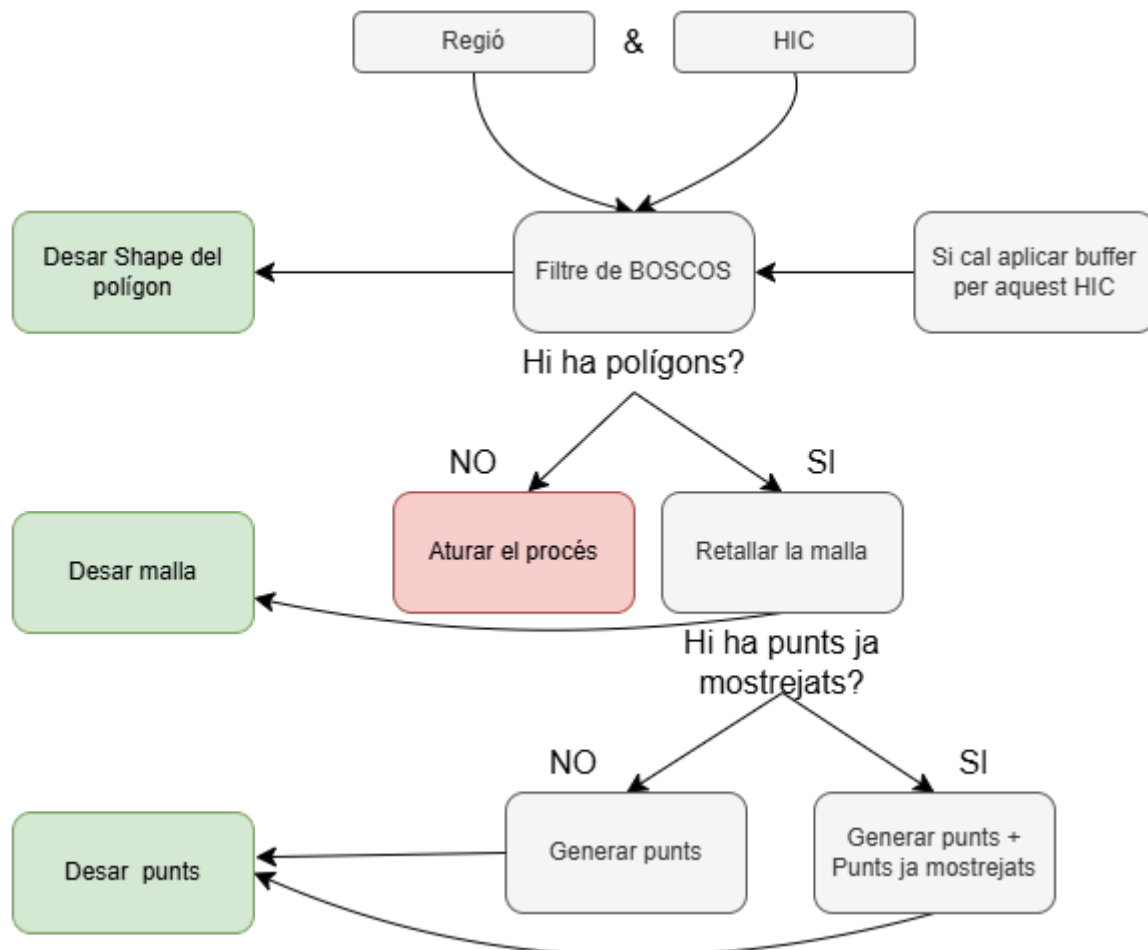 Regió
&
HIC
Desar Shape del
polígon
Filtre de BOSCOS
Si cal aplicar buffer
per aquest HIC
Hi ha polígons?
NO
SI
Desar malla
Aturar el procés
Retallar la malla
Hi ha punts ja
mostrejats?
NO
SI
Desar punts
Generar punts
Generar punts +
Punts ja mostrejats